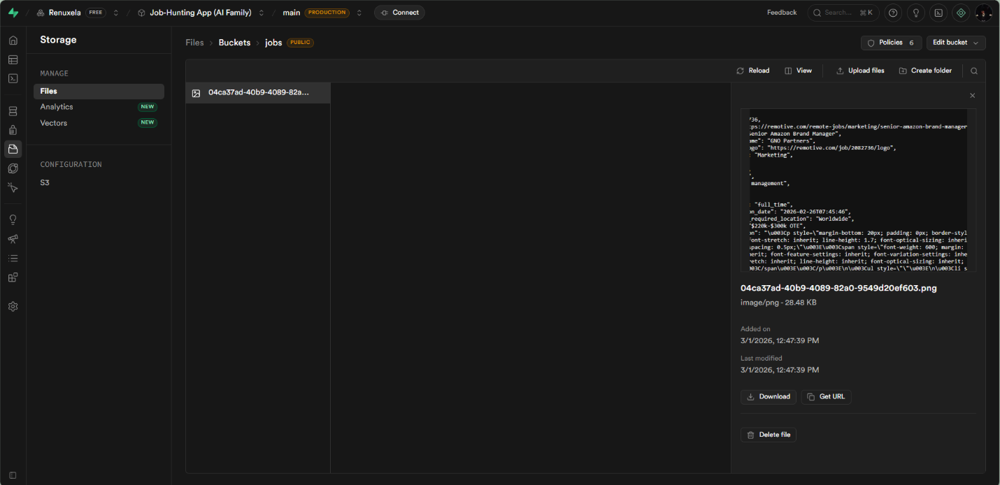 Renuxela FREE / Job-Hunting App (AI Family) / main PRODUCTION Connect Feedback Search... ⌘K
Storage
MANAGE
Files
Analytics NEW
Vectors NEW
CONFIGURATION
S3
Files > Buckets > jobs PUBLIC
Policies 6 Edit bucket
Reload View Upload files Create folder
04ca37ad-40b9-4089-82a...
736,
tps://remotive.com/remote-jobs/marketing/senior-amazon-brand-manager
Senior Amazon Brand Manager",
ame": "GNO Partners",
ogo": "https://remotive.com/job/2082736/logo",
: "Marketing",
,
",
management",
: "full_time",
on_date": "2026-02-26T07:45:46",
_required_location": "Worldwide",
"$220k-$300k OTE",
on": "\u003Cp style=\"margin-bottom: 20px; padding: 0px; border-styl
font-stretch: inherit; line-height: 1.7; font-optical-sizing: inheri
spacing: 0.5px;\"\u003E\u003Cspan style=\"font-weight: 600; margin:
herit; font-feature-settings: inherit; font-variation-settings: inhe
retch: inherit; line-height: inherit; font-optical-sizing: inherit;
003C/span\u003E\u003C/p\u003E\n\u003Cul style=\"\"\u003E\n\u003Cli s
04ca37ad-40b9-4089-82a0-9549d20ef603.png
image/png - 28.48 KB
Added on
3/1/2026, 12:47:39 PM
Last modified
3/1/2026, 12:47:39 PM
Download Get URL
Delete file